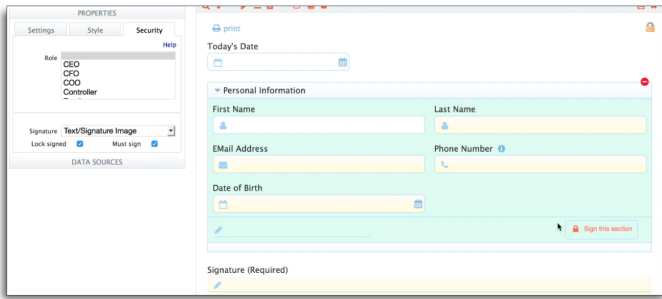 PROPERTIES
Settings Style Security
Help
Role
CEO
CFO
COO
Controller
Signature Text/Signature Image
Lock signed Must sign
DATA SOURCES
print
Today's Date
Personal Information
First Name Last Name
EMail Address Phone Number
Date of Birth
Sign this section
Signature (Required)